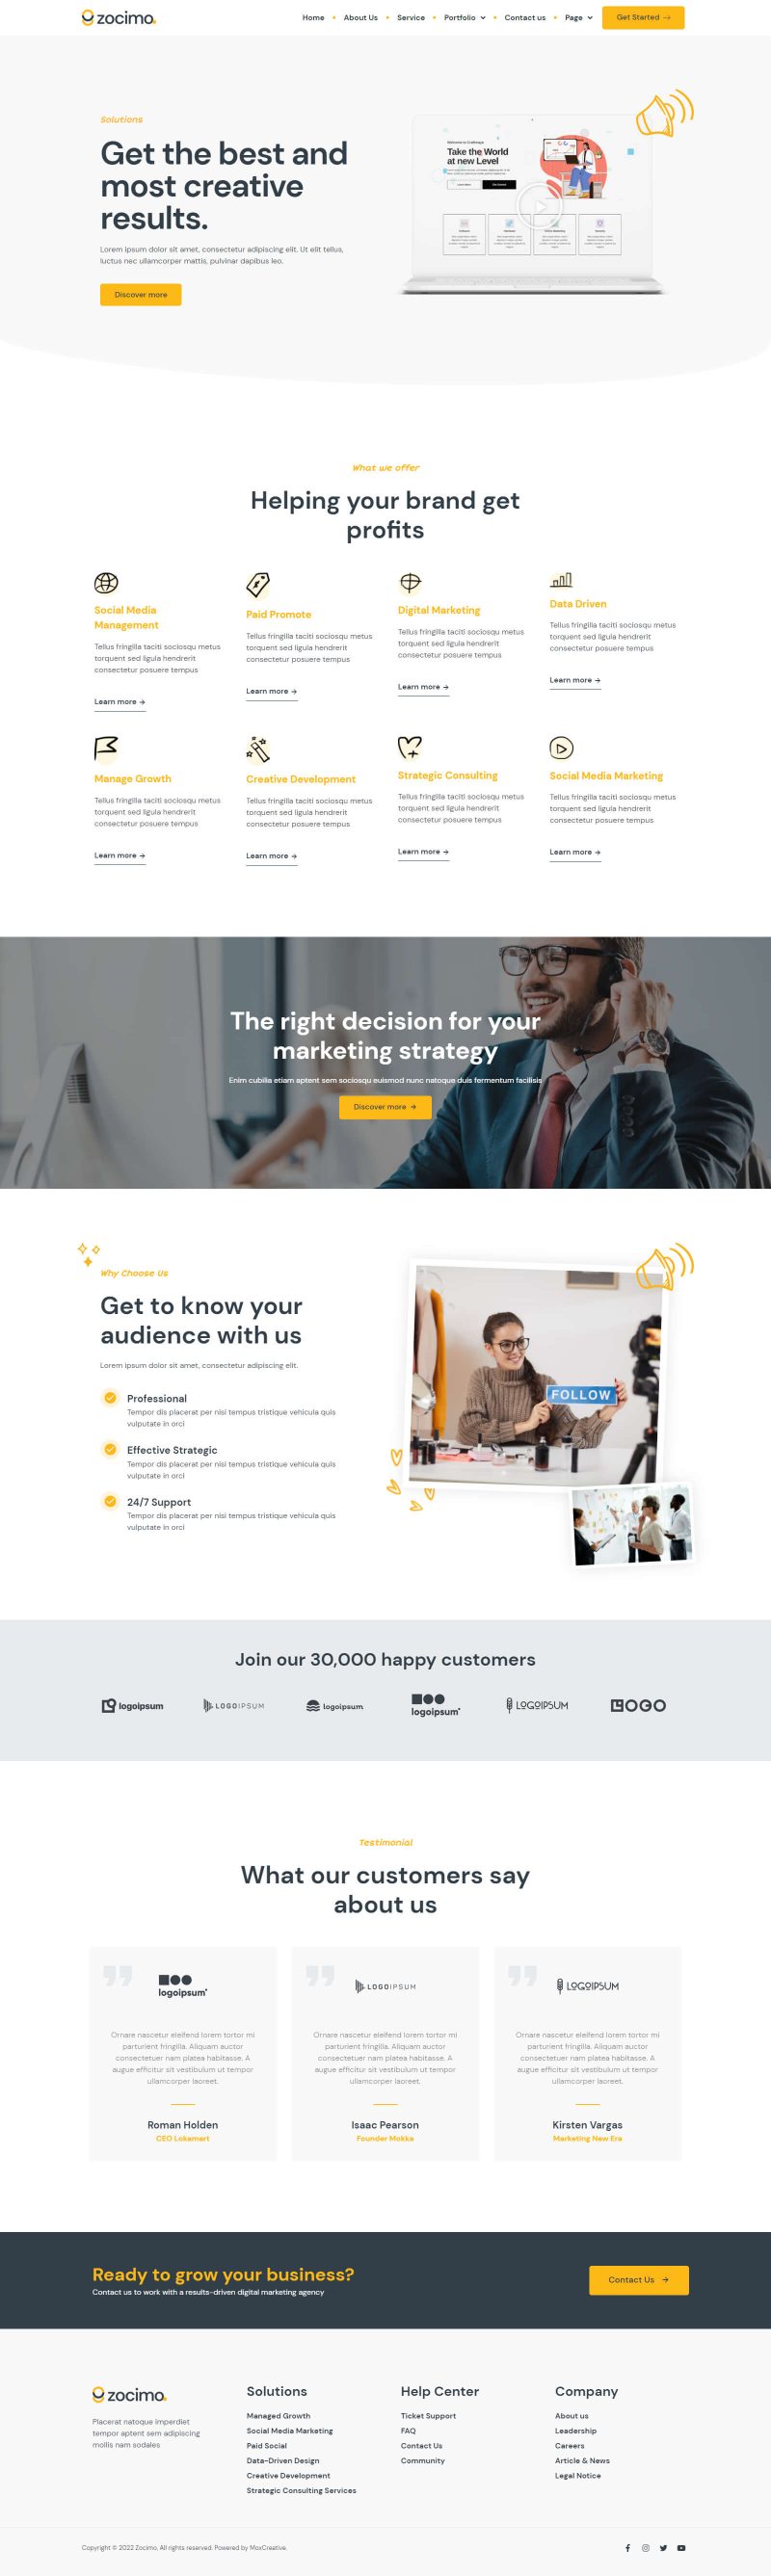 zocimo.
Home • About Us • Service • Portfolio • Contact us • Page
Get Started →
Solutions
Get the best and
most creative
results.
Lorem ipsum dolor sit amet, consectetur adipiscing elit. Ut elit tellus,
luctus nec ullamcorper mattis, pulvinar dapibus leo.
Discover more
Take the World
at new Level
What we offer
Helping your brand get
profits
Social Media
Management
Tellus fringilla taciti sociosqu metus
torquent sed ligula hendrerit
consectetur posuere tempus
Learn more →
Paid Promote
Tellus fringilla taciti sociosqu metus
torquent sed ligula hendrerit
consectetur posuere tempus
Learn more →
Digital Marketing
Tellus fringilla taciti sociosqu metus
torquent sed ligula hendrerit
consectetur posuere tempus
Learn more →
Data Driven
Tellus fringilla taciti sociosqu metus
torquent sed ligula hendrerit
consectetur posuere tempus
Learn more →
Manage Growth
Tellus fringilla taciti sociosqu metus
torquent sed ligula hendrerit
consectetur posuere tempus
Learn more →
Creative Development
Tellus fringilla taciti sociosqu metus
torquent sed ligula hendrerit
consectetur posuere tempus
Learn more →
Strategic Consulting
Tellus fringilla taciti sociosqu metus
torquent sed ligula hendrerit
consectetur posuere tempus
Learn more →
Social Media Marketing
Tellus fringilla taciti sociosqu metus
torquent sed ligula hendrerit
consectetur posuere tempus
Learn more →
The right decision for your
marketing strategy
Enim cubilia etiam aptent sem sociosqu euismod nunc natoque duis fermentum facilisis
Discover more →
Why Choose Us
Get to know your
audience with us
Lorem ipsum dolor sit amet, consectetur adipiscing elit.
Professional
Tempor dis placerat per nisi tempus tristique vehicula quis
vulputate in orci
Effective Strategic
Tempor dis placerat per nisi tempus tristique vehicula quis
vulputate in orci
24/7 Support
Tempor dis placerat per nisi tempus tristique vehicula quis
vulputate in orci
FOLLOW
Join our 30,000 happy customers
logoipsum
LOGOIPSUM
logoipsum.
logoipsum
LOGOIPSUM
LOGO
Testimonial
What our customers say
about us
logoipsum
Ornare nascetur eleifend lorem tortor mi
parturient fringilla. Aliquam auctor
consectetuer nam platea habitasse. A
augue efficitur sit vestibulum ut tempor
ullamcorper laoreet.
Roman Holden
CEO Lokamart
LOGOIPSUM
Ornare nascetur eleifend lorem tortor mi
parturient fringilla. Aliquam auctor
consectetuer nam platea habitasse. A
augue efficitur sit vestibulum ut tempor
ullamcorper laoreet.
Isaac Pearson
Founder Mokka
LOGOIPSUM
Ornare nascetur eleifend lorem tortor mi
parturient fringilla. Aliquam auctor
consectetuer nam platea habitasse. A
augue efficitur sit vestibulum ut tempor
ullamcorper laoreet.
Kirsten Vargas
Marketing New Era
Ready to grow your business?
Contact us to work with a results-driven digital marketing agency
Contact Us →
zocimo.
Placerat natoque imperdiet
tempor aptent sem adipiscing
mollis nam sodales
Solutions
Managed Growth
Social Media Marketing
Paid Social
Data-Driven Design
Creative Development
Strategic Consulting Services
Help Center
Ticket Support
FAQ
Contact Us
Community
Company
About us
Leadership
Careers
Article & News
Legal Notice
Copyright © 2022 Zocimo, All rights reserved. Powered by MoxCreative.